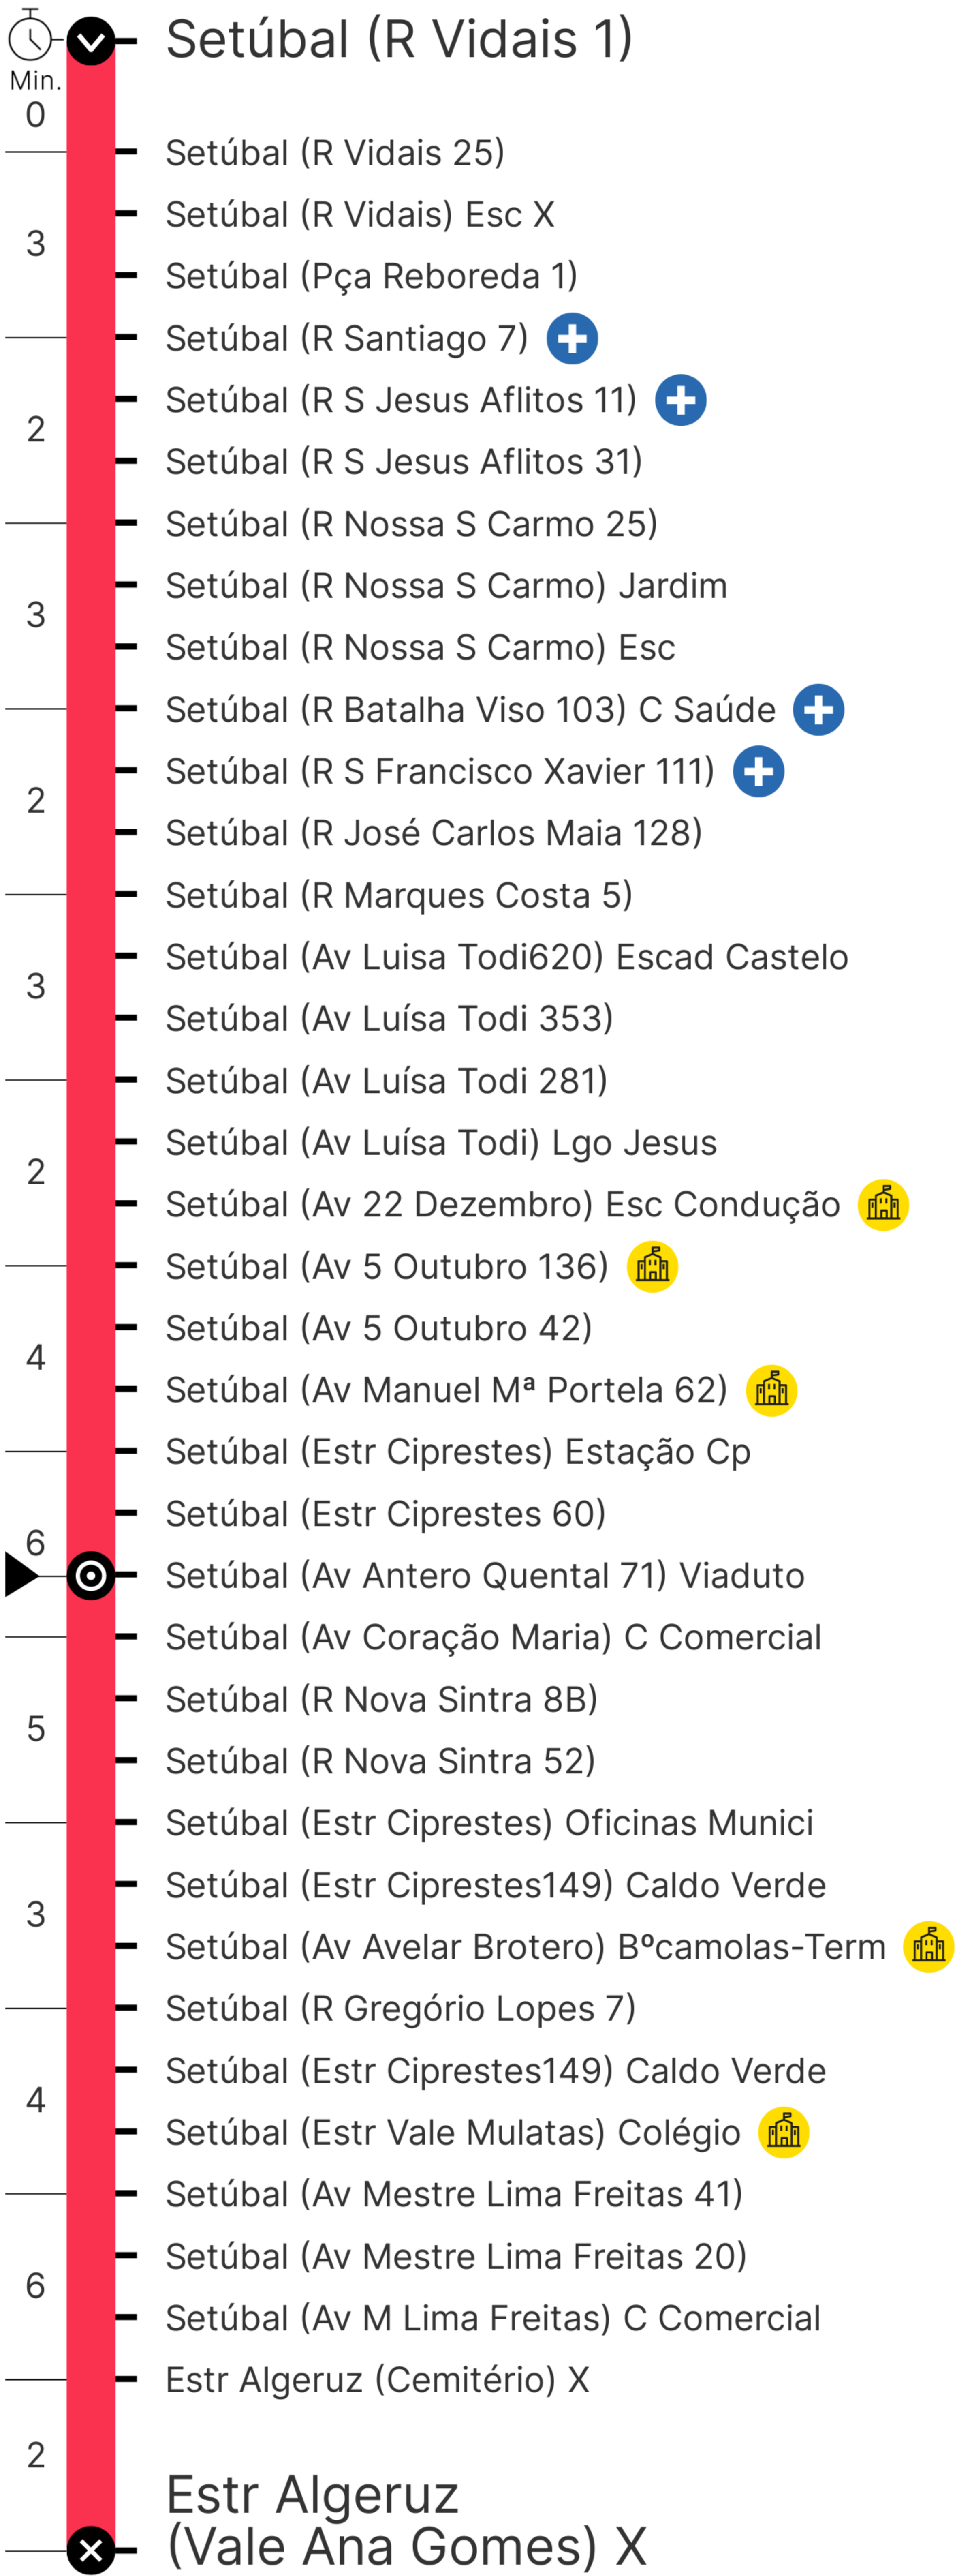 Setúbal (R Vidais 1)
Min.
0
Setúbal (R Vidais 25)
Setúbal (R Vidais) Esc X
3
Setúbal (Pça Reboreda 1)
Setúbal (R Santiago 7)
Setúbal (R S Jesus Aflitos 11)
2
Setúbal (R S Jesus Aflitos 31)
Setúbal (R Nossa S Carmo 25)
Setúbal (R Nossa S Carmo) Jardim
3
Setúbal (R Nossa S Carmo) Esc
Setúbal (R Batalha Viso 103) C Saúde
Setúbal (R S Francisco Xavier 111)
2
Setúbal (R José Carlos Maia 128)
Setúbal (R Marques Costa 5)
Setúbal (Av Luisa Todi620) Escad Castelo
3
Setúbal (Av Luísa Todi 353)
Setúbal (Av Luísa Todi 281)
Setúbal (Av Luísa Todi) Lgo Jesus
2
Setúbal (Av 22 Dezembro) Esc Condução
Setúbal (Av 5 Outubro 136)
Setúbal (Av 5 Outubro 42)
4
Setúbal (Av Manuel Mª Portela 62)
Setúbal (Estr Ciprestes) Estação Cp
Setúbal (Estr Ciprestes 60)
6
Setúbal (Av Antero Quental 71) Viaduto
Setúbal (Av Coração Maria) C Comercial
Setúbal (R Nova Sintra 8B)
5
Setúbal (R Nova Sintra 52)
Setúbal (Estr Ciprestes) Oficinas Munici
Setúbal (Estr Ciprestes149) Caldo Verde
3
Setúbal (Av Avelar Brotero) Bºcamolas-Term
Setúbal (R Gregório Lopes 7)
Setúbal (Estr Ciprestes149) Caldo Verde
4
Setúbal (Estr Vale Mulatas) Colégio
Setúbal (Av Mestre Lima Freitas 41)
Setúbal (Av Mestre Lima Freitas 20)
6
Setúbal (Av M Lima Freitas) C Comercial
Estr Algeruz (Cemitério) X
2
Estr Algeruz
(Vale Ana Gomes) X